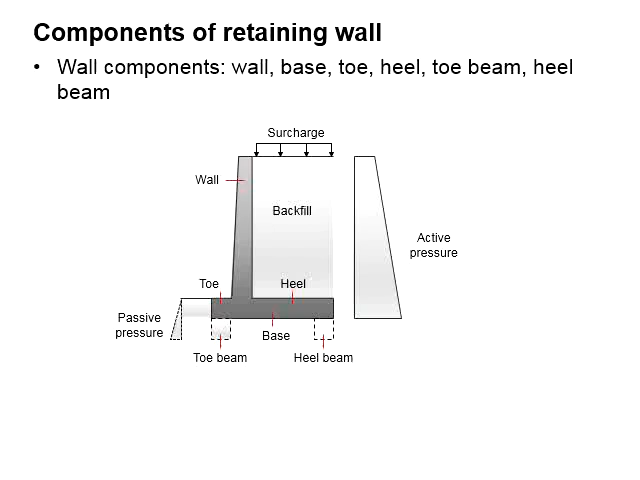 Components of retaining wall
• Wall components: wall, base, toe, heel, toe beam, heel
beam
Surcharge
Wall
Backfill
Active
pressure
Toe
Heel
Passive
pressure
Base
Toe beam
Heel beam